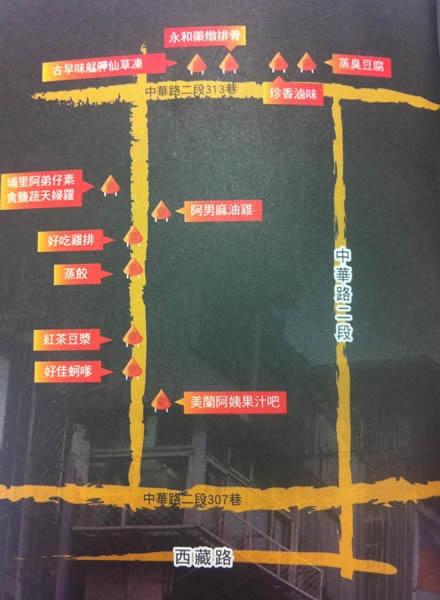 永和藥燉排骨
古早味艋舺仙草凍
蒸臭豆腐
中華路二段313巷
珍香滷味
埔里阿弟仔素
食鹽蔬天婦羅
阿男麻油雞
好吃雞排
蒸餃
中華路二段
紅茶豆漿
好佳蚵嗲
美蘭阿姨果汁吧
中華路二段307巷
西藏路